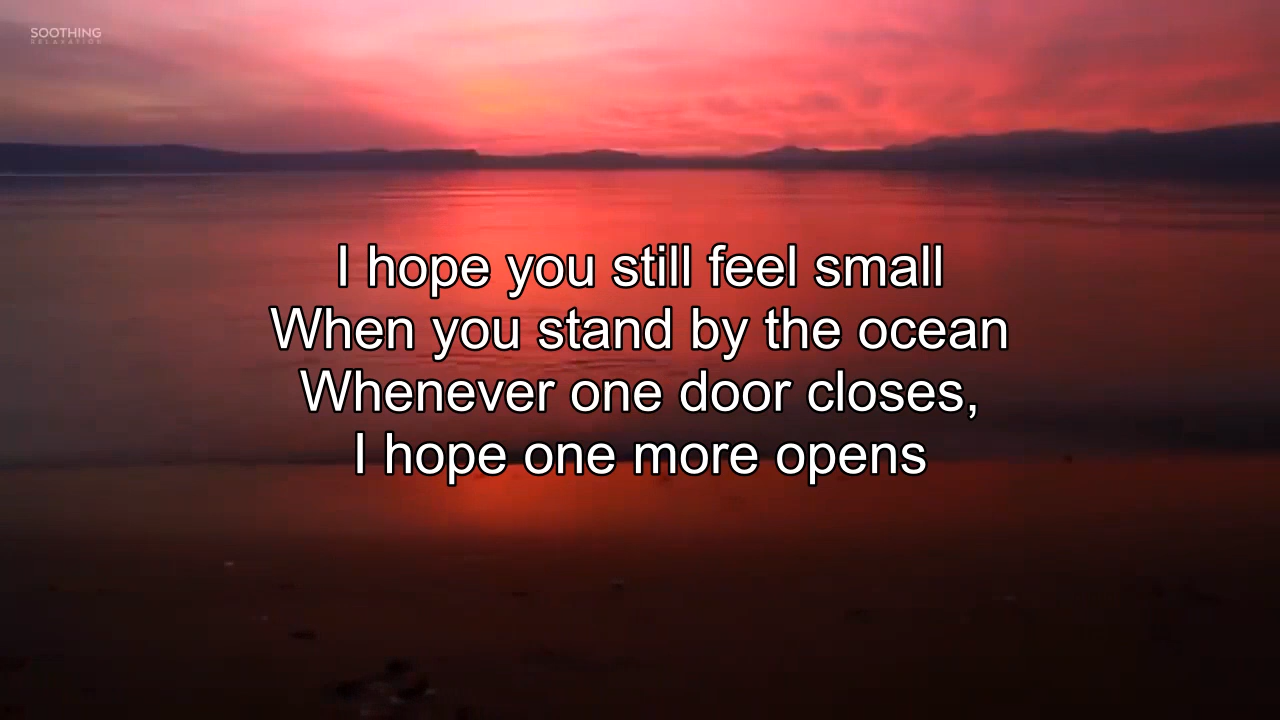 SOOTHING
RELAXATION
I hope you still feel small
When you stand by the ocean
Whenever one door closes,
I hope one more opens